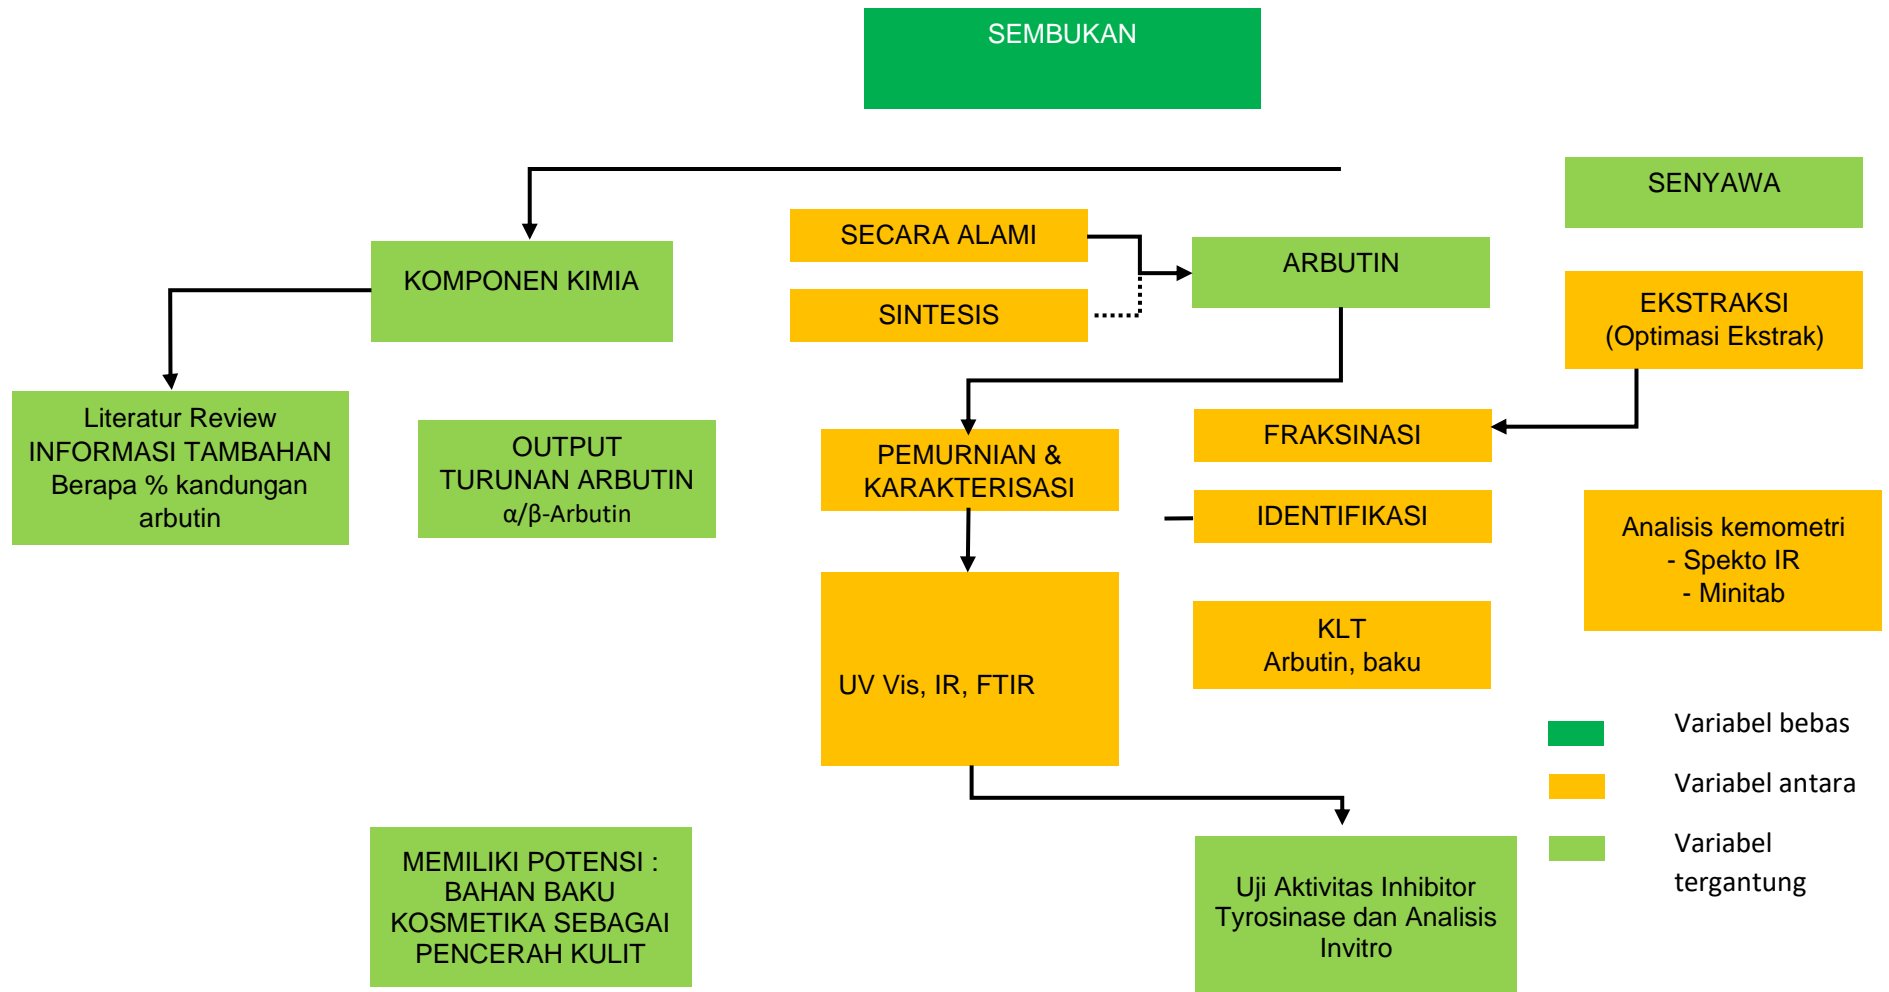 SEMBUKAN
SENYAWA
SECARA ALAMI
KOMPONEN KIMIA
ARBUTIN
SINTESIS
EKSTRAKSI
(Optimasi Ekstrak)
Literatur Review
INFORMASI TAMBAHAN
Berapa % kandungan
arbutin
OUTPUT
TURUNAN ARBUTIN
α/β-Arbutin
PEMURNIAN &
KARAKTERISASI
FRAKSINASI
IDENTIFIKASI
Analisis kemometri
- Spekto IR
- Minitab
KLT
Arbutin, baku
UV Vis, IR, FTIR
Variabel bebas
Variabel antara
Variabel
tergantung
MEMILIKI POTENSI :
BAHAN BAKU
KOSMETIKA SEBAGAI
PENCERAH KULIT
Uji Aktivitas Inhibitor
Tyrosinase dan Analisis
Invitro